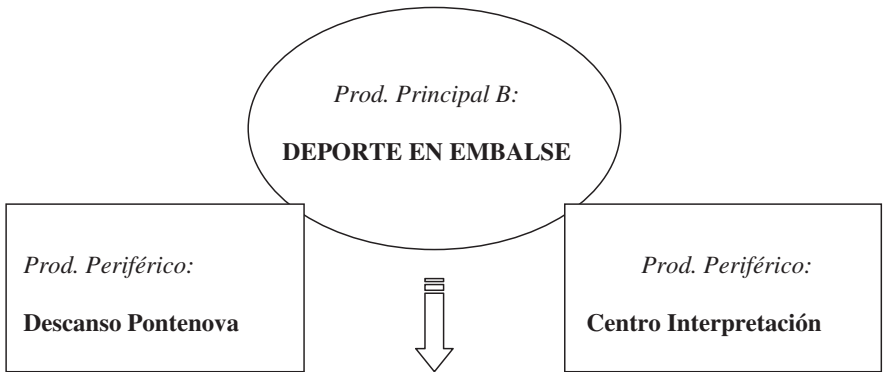 Prod. Principal B:
DEPORTE EN EMBALSE
Prod. Periférico:
Descanso Pontenova
Prod. Periférico:
Centro Interpretación